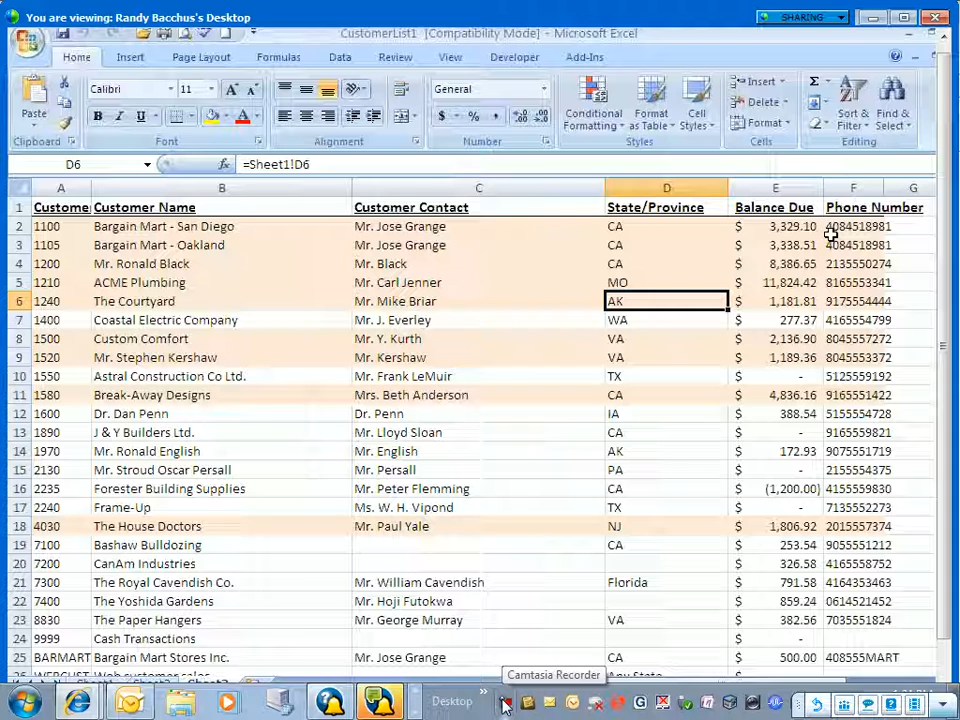 You are viewing: Randy Bacchus's Desktop
SHARING
CustomerList1 [Compatibility Mode] - Microsoft Excel
Home Insert Page Layout Formulas Data Review View Developer Add-Ins
Paste
Calibri 11
B I U
General
$ % ,
Conditional Formatting
Format as Table
Cell Styles
Insert
Delete
Format
Sort & Filter
Find & Select
Clipboard Font Alignment Number Styles Cells Editing
D6 fx =Sheet1!D6
A B C D E F G
1 Custome Customer Name Customer Contact State/Province Balance Due Phone Number
2 1100 Bargain Mart - San Diego Mr. Jose Grange CA $ 3,329.10 4084518981
3 1105 Bargain Mart - Oakland Mr. Jose Grange CA $ 3,338.51 4084518981
4 1200 Mr. Ronald Black Mr. Black CA $ 8,386.65 2135550274
5 1210 ACME Plumbing Mr. Carl Jenner MO $ 11,824.42 8165553341
6 1240 The Courtyard Mr. Mike Briar AK $ 1,181.81 9175554444
7 1400 Coastal Electric Company Mr. J. Everley WA $ 277.37 4165554799
8 1500 Custom Comfort Mr. Y. Kurth VA $ 2,136.90 8045557272
9 1520 Mr. Stephen Kershaw Mr. Kershaw VA $ 1,189.36 8045553372
10 1550 Astral Construction Co Ltd. Mr. Frank LeMuir TX $ - 5125559192
11 1580 Break-Away Designs Mrs. Beth Anderson CA $ 4,836.16 9165551422
12 1600 Dr. Dan Penn Dr. Penn IA $ 388.54 5155554728
13 1890 J & Y Builders Ltd. Mr. Lloyd Sloan CA $ - 9165559821
14 1970 Mr. Ronald English Mr. English AK $ 172.93 9075551719
15 2130 Mr. Stroud Oscar Persall Mr. Persall PA $ - 2155554375
16 2235 Forester Building Supplies Mr. Peter Flemming CA $ (1,200.00) 4155559830
17 2240 Frame-Up Ms. W. H. Vipond TX $ - 7135552273
18 4030 The House Doctors Mr. Paul Yale NJ $ 1,806.92 2015557374
19 7100 Bashaw Bulldozing CA $ 253.54 9055551212
20 7200 CanAm Industries $ 326.58 4165558752
21 7300 The Royal Cavendish Co. Mr. William Cavendish Florida $ 791.58 4164353463
22 7400 The Yoshida Gardens Mr. Hoji Futokwa $ 859.24 0614521452
23 8830 The Paper Hangers Mr. George Murray VA $ 382.56 7035551824
24 9999 Cash Transactions $ -
25 BARMART Bargain Mart Stores Inc. Mr. Jose Grange CA $ 500.00 408555MART
Camtasia Recorder
Desktop